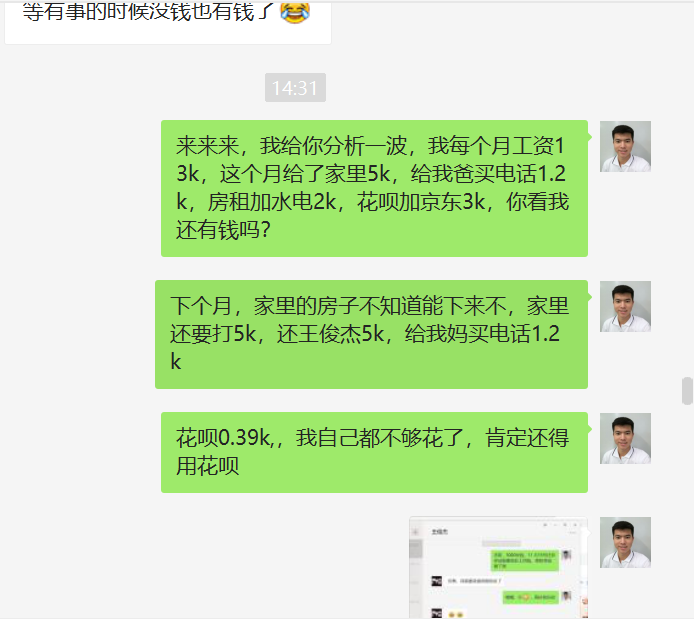 等有事的时候没钱也有钱了
14:31
来来来，我给你分析一波，我每个月工资1
3k，这个月给了家里5k，给我爸买电话1.2
k，房租加水电2k，花呗加京东3k，你看我
还有钱吗？
下个月，家里的房子不知道能下来不，家里
还要打5k，还王俊杰5k，给我妈买电话1.2
k
花呗0.39k,，我自己都不够花了，肯定还得
用花呗